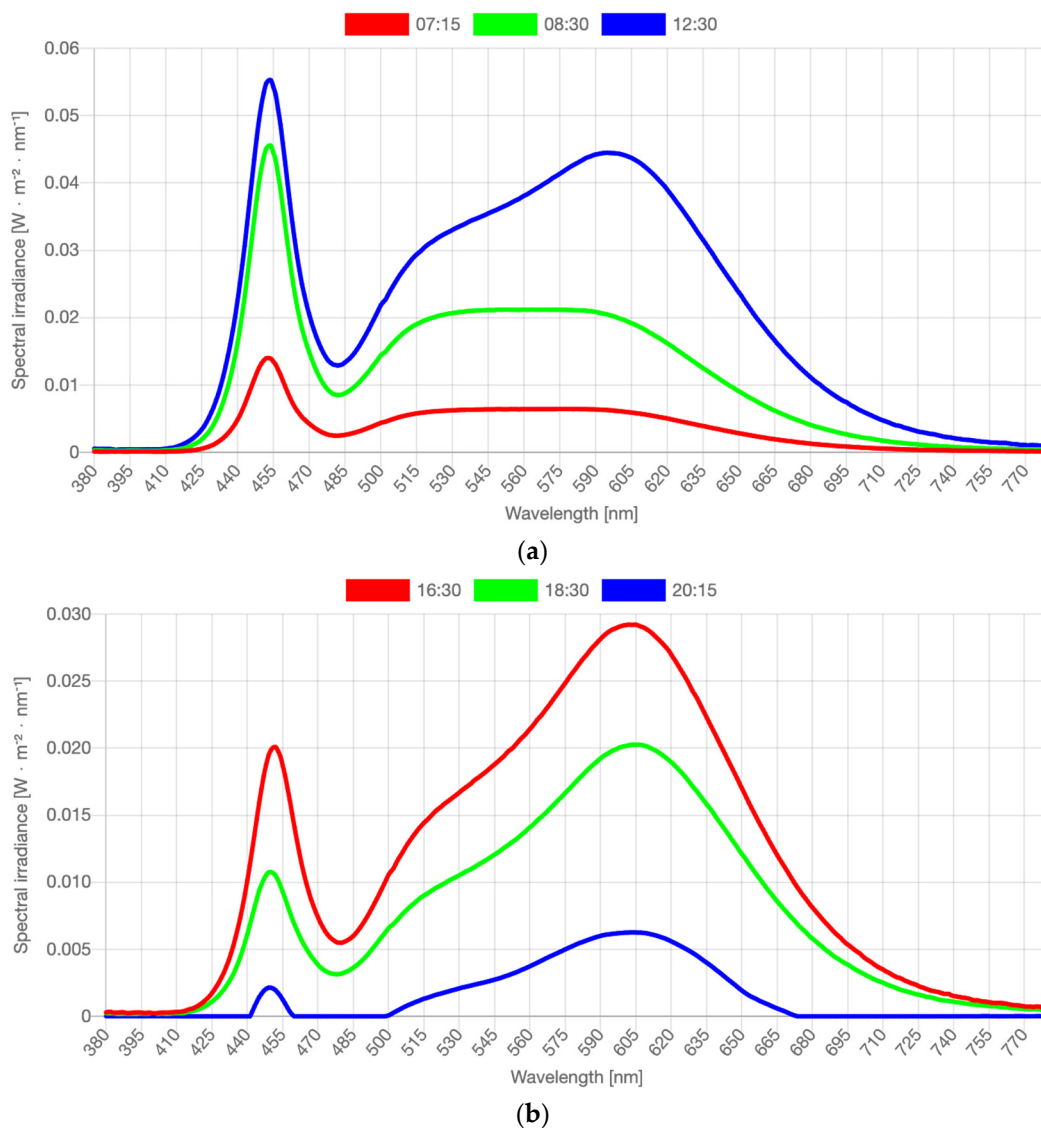 07:15 08:30 12:30
0.06
0.05
0.04
0.03
0.02
0.01
0
Spectral irradiance [W · m⁻² · nm⁻¹]
380 395 410 425 440 455 470 485 500 515 530 545 560 575 590 605 620 635 650 665 680 695 710 725 740 755 770
Wavelength [nm]
(a)
16:30 18:30 20:15
0.030
0.025
0.020
0.015
0.010
0.005
0
Spectral irradiance [W · m⁻² · nm⁻¹]
380 395 410 425 440 455 470 485 500 515 530 545 560 575 590 605 620 635 650 665 680 695 710 725 740 755 770
Wavelength [nm]
(b)